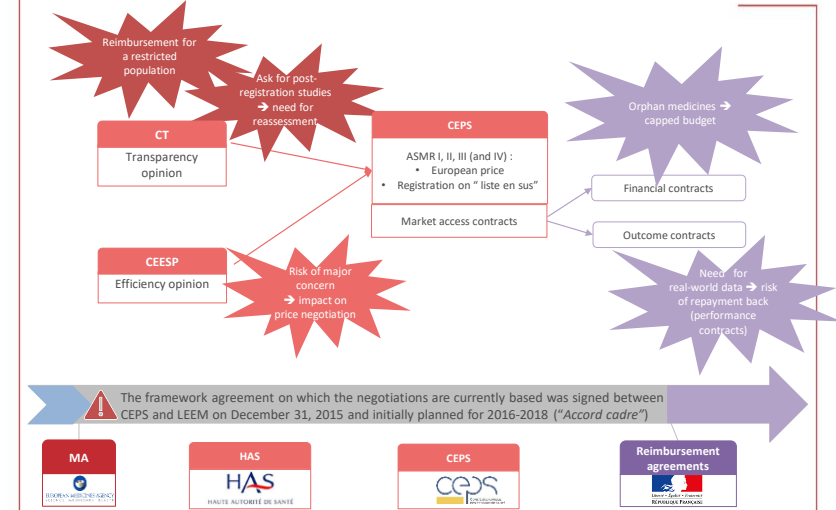 Reimbursement for
a restricted
population
Ask for post-
registration studies
➔ need for
reassessment
CT
Transparency
opinion
CEPS
ASMR I, II, III (and IV) :
• European price
• Registration on “ liste en sus”
Market access contracts
Orphan medicines ➔
capped budget
Financial contracts
Outcome contracts
CEESP
Efficiency opinion
Risk of major
concern
➔ impact on
price negotiation
Need for
real-world data ➔ risk
of repayment back
(performance
contracts)
The framework agreement on which the negotiations are currently based was signed between
CEPS and LEEM on December 31, 2015 and initially planned for 2016-2018 (“Accord cadre”)
MA
EUROPEAN MEDICINES AGENCY
HAS
HAS
HAUTE AUTORITÉ DE SANTÉ
CEPS
ceps
Reimbursement
agreements
Liberté • Égalité • Fraternité
RÉPUBLIQUE FRANÇAISE